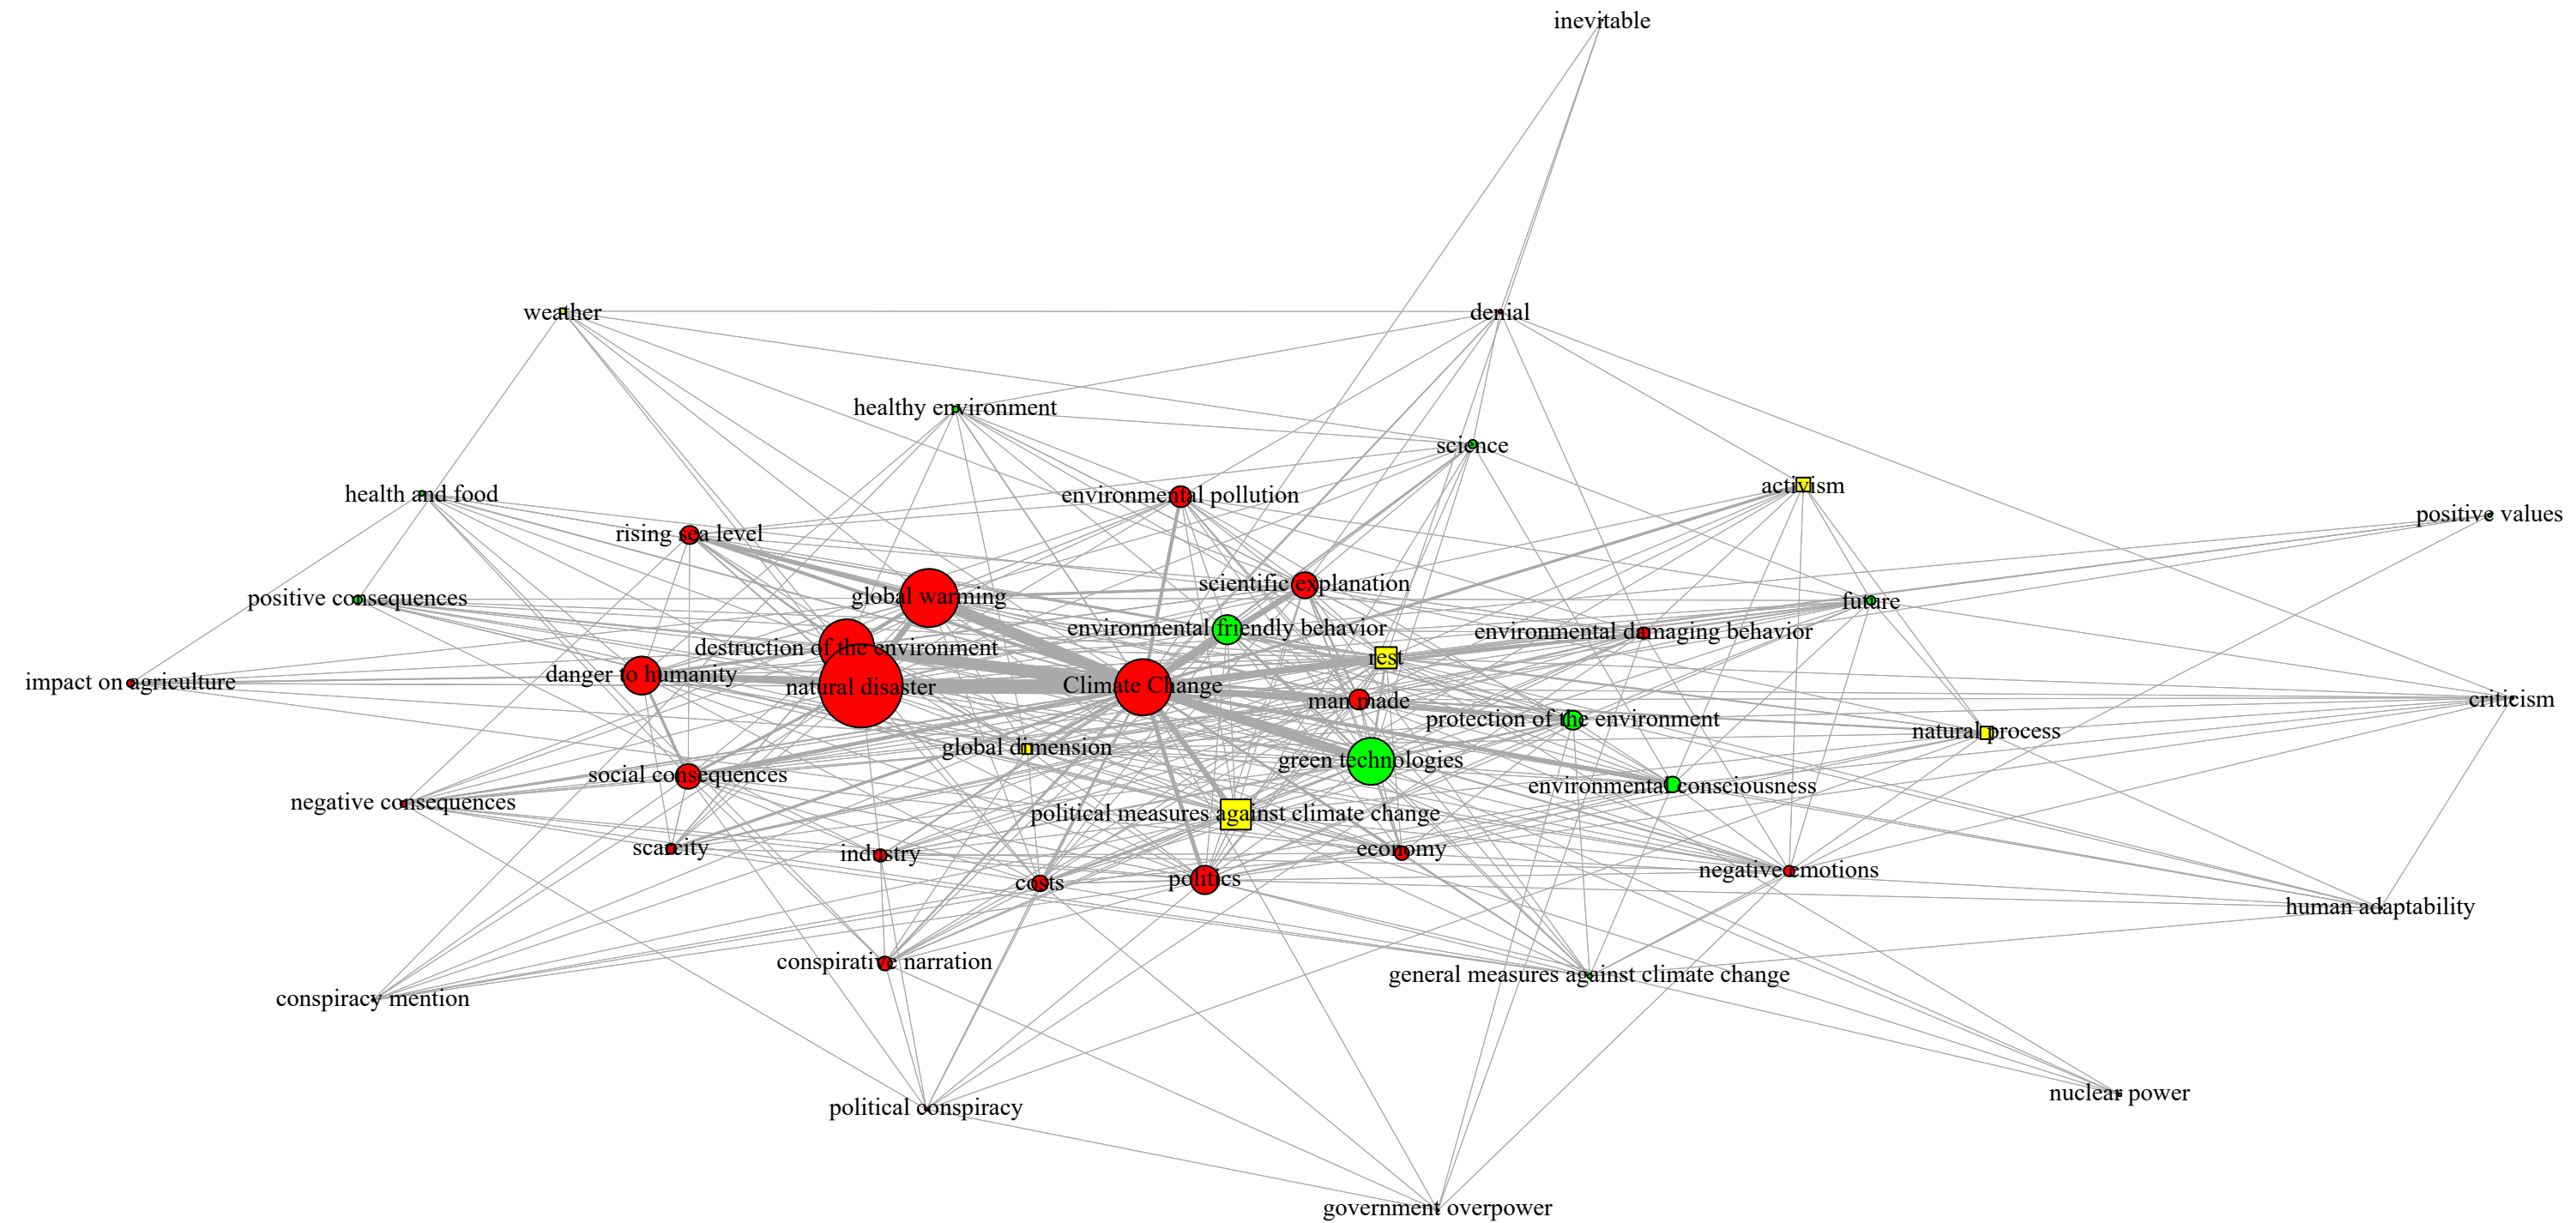 inevitable
weather
denial
healthy environment
science
health and food
environmental pollution
activism
positive values
rising sea level
global warming
scientific explanation
positive consequences
future
environmental friendly behavior
environmental damaging behavior
destruction of the environment
rest
danger to humanity
impact on agriculture
natural disaster
Climate Change
man made
criticism
protection of the environment
natural process
global dimension
green technologies
social consequences
environmental consciousness
negative consequences
political measures against climate change
scarcity
industry
economy
costs
politics
negative emotions
human adaptability
conspirative narration
general measures against climate change
conspiracy mention
nuclear power
political conspiracy
government overpower